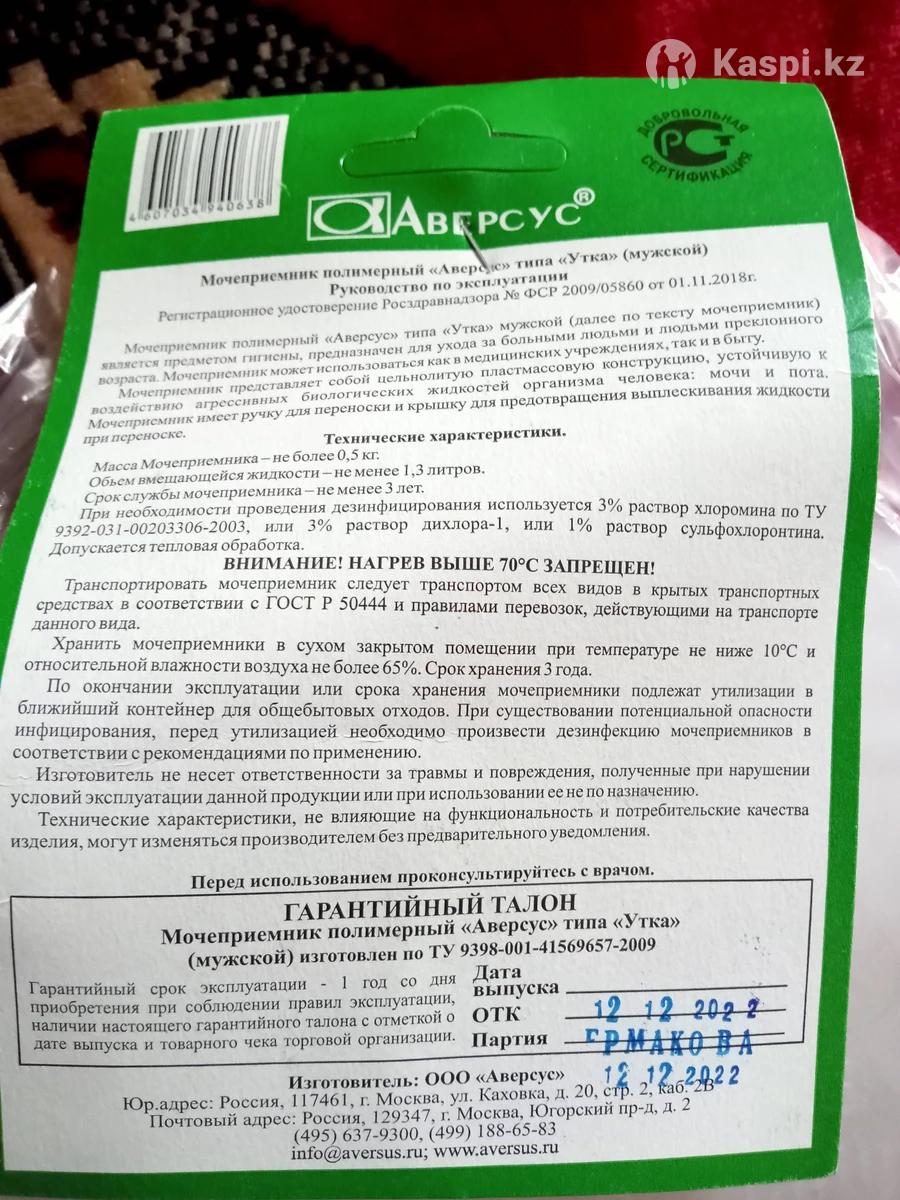 Kaspi.kz
ДОБРОВОЛЬНАЯ
РСТ
СЕРТИФИКАЦИЯ
4607034940638
АВЕРСУС®
Мочеприемник полимерный «Аверсус» типа «Утка» (мужской)
Руководство по эксплуатации
Регистрационное удостоверение Росздравнадзора № ФСР 2009/05860 от 01.11.2018г.
Мочеприемник полимерный «Аверсус» типа «Утка» мужской (далее по тексту мочеприемник)
является предметом гигиены, предназначен для ухода за больными людьми и людьми преклонного
возраста. Мочеприемник может использоваться как в медицинских учреждениях, так и в быту.
Мочеприемник представляет собой цельнолитую пластмассовую конструкцию, устойчивую к
воздействию агрессивных биологических жидкостей организма человека: мочи и пота.
Мочеприемник имеет ручку для переноски и крышку для предотвращения выплескивания жидкости
при переноске.
Технические характеристики.
Масса Мочеприемника – не более 0,5 кг.
Обьем вмещающейся жидкости – не менее 1,3 литров.
Срок службы мочеприемника – не менее 3 лет.
При необходимости проведения дезинфицирования используется 3% раствор хлоромина по ТУ
9392-031-00203306-2003, или 3% раствор дихлора-1, или 1% раствор сульфохлоронтина.
Допускается тепловая обработка.
ВНИМАНИЕ! НАГРЕВ ВЫШЕ 70°С ЗАПРЕЩЕН!
Транспортировать мочеприемник следует транспортом всех видов в крытых транспортных
средствах в соответствии с ГОСТ Р 50444 и правилами перевозок, действующими на транспорте
данного вида.
Хранить мочеприемники в сухом закрытом помещении при температуре не ниже 10°С и
относительной влажности воздуха не более 65%. Срок хранения 3 года.
По окончании эксплуатации или срока хранения мочеприемники подлежат утилизации в
ближийший контейнер для общебытовых отходов. При существовании потенциальной опасности
инфицирования, перед утилизацией необходимо произвести дезинфекцию мочеприемников в
соответствии с рекомендациями по применению.
Изготовитель не несет ответственности за травмы и повреждения, полученные при нарушении
условий эксплуатации данной продукции или при использовании ее не по назначению.
Технические характеристики, не влияющие на функциональность и потребительские качества
изделия, могут изменяться производителем без предварительного уведомления.
Перед использованием проконсультируйтесь с врачом.
ГАРАНТИЙНЫЙ ТАЛОН
Мочеприемник полимерный «Аверсус» типа «Утка»
(мужской) изготовлен по ТУ 9398-001-41569657-2009
Гарантийный срок эксплуатации - 1 год со дня
приобретения при соблюдении правил эксплуатации,
наличии настоящего гарантийного талона с отметкой о
дате выпуска и товарного чека торговой организации.
Дата
выпуска
ОТК 12 12 2022
Партия ЕРМАКОВА
12 12 2022
Изготовитель: ООО «Аверсус»
Юр.адрес: Россия, 117461, г. Москва, ул. Каховка, д. 20, стр. 2, каб. 2В
Почтовый адрес: Россия, 129347, г. Москва, Югорский пр-д, д. 2
(495) 637-9300, (499) 188-65-83
info@aversus.ru; www.aversus.ru